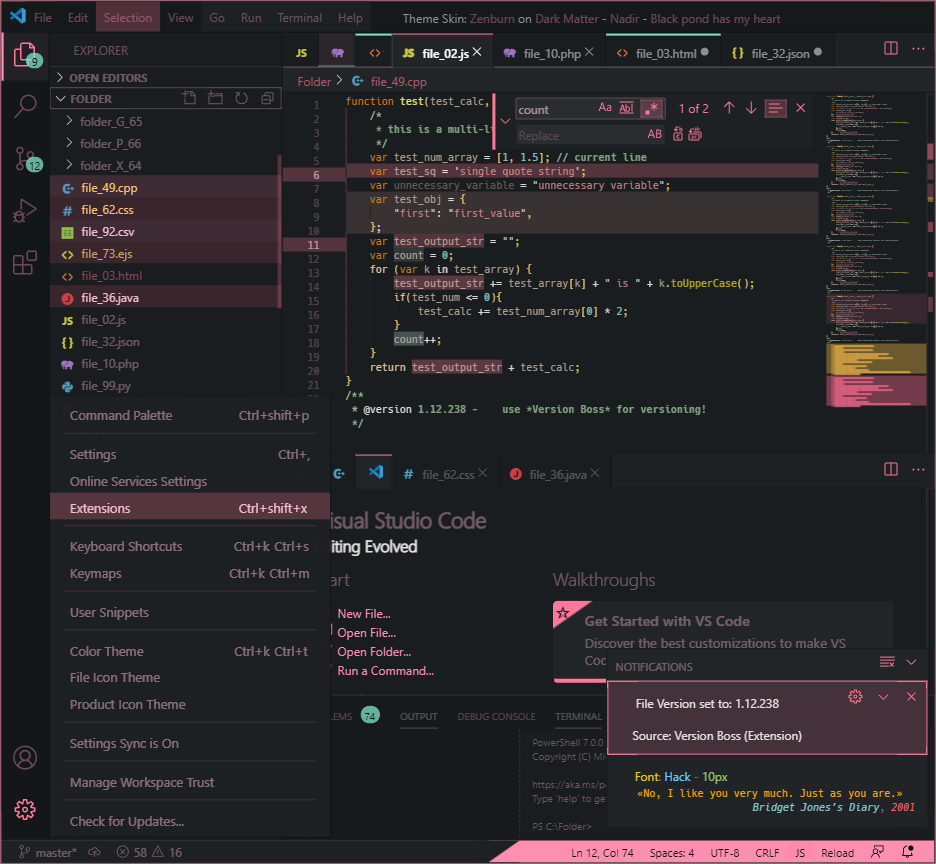 File Edit Selection View Go Run Terminal Help Theme Skin: Zenburn on Dark Matter - Nadir - Black pond has my heart
9
12
EXPLORER
OPEN EDITORS
FOLDER
folder_G_65
folder_P_66
folder_X_64
file_49.cpp
file_62.css
file_92.csv
file_73.ejs
file_03.html
file_36.java
file_02.js
file_32.json
file_10.php
file_99.py
JS file_02.js file_10.php file_03.html file_32.json
Folder > file_49.cpp
count Aa Abl .* 1 of 2
Replace AB
1 function test(test_calc,
2 /*
3 * this is a multi-l
4 */
5 var test_num_array = [1, 1.5]; // current line
6 var test_sq = 'single quote string';
7 var unnecessary_variable = "unnecessary variable";
8 var test_obj = {
9 "first": "first_value",
10 };
11 var test_output_str = "";
12 var count = 0;
13 for (var k in test_array) {
14 test_output_str += test_array[k] + " is " + k.toUpperCase();
15 if(test_num <= 0){
16 test_calc += test_num_array[0] * 2;
17 }
18 count++;
19 }
20 return test_output_str + test_calc;
21 }
/**
* @version 1.12.238 - use *Version Boss* for versioning!
*/
Command Palette Ctrl+shift+p
Settings Ctrl+,
Online Services Settings
Extensions Ctrl+shift+x
Keyboard Shortcuts Ctrl+k Ctrl+s
Keymaps Ctrl+k Ctrl+m
User Snippets
Color Theme Ctrl+k Ctrl+t
File Icon Theme
Product Icon Theme
Settings Sync is On
Manage Workspace Trust
Check for Updates...
file_62.css file_36.java
isual Studio Code
iting Evolved
art
New File...
Open File...
Open Folder...
Run a Command...
Walkthroughs
Get Started with VS Code
Discover the best customizations to make VS
Coc
LEMS 74 OUTPUT DEBUG CONSOLE TERMINAL
PowerShell 7.0.0
Copyright (C) Mi
https://aka.ms/p
Type 'help' to ge
PS C:\Folder>
NOTIFICATIONS
File Version set to: 1.12.238
Source: Version Boss (Extension)
Font: Hack - 10px
«No, I like you very much. Just as you are.»
Bridget Jones's Diary, 2001
master* 58 16 Ln 12, Col 74 Spaces: 4 UTF-8 CRLF JS Reload